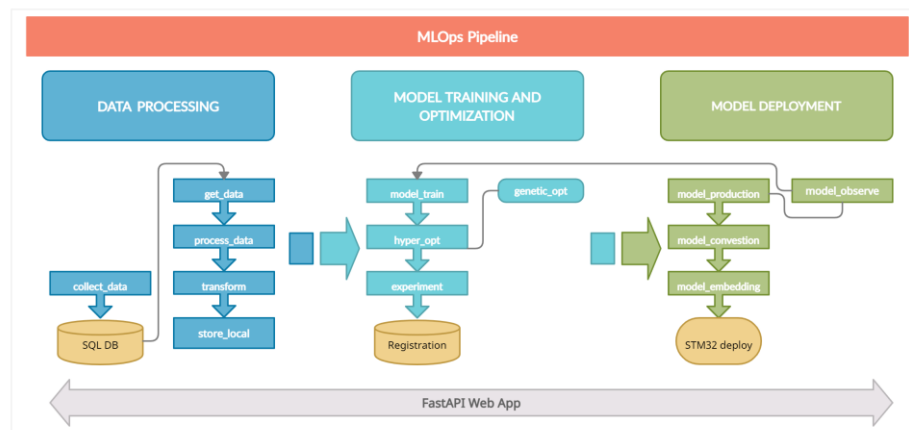 MLOps Pipeline
DATA PROCESSING
MODEL TRAINING AND
OPTIMIZATION
MODEL DEPLOYMENT
get_data
process_data
collect_data
transform
SQL DB
store_local
model_train
genetic_opt
hyper_opt
experiment
Registration
model_production
model_observe
model_convestion
model_embedding
STM32 deploy
FastAPI Web App